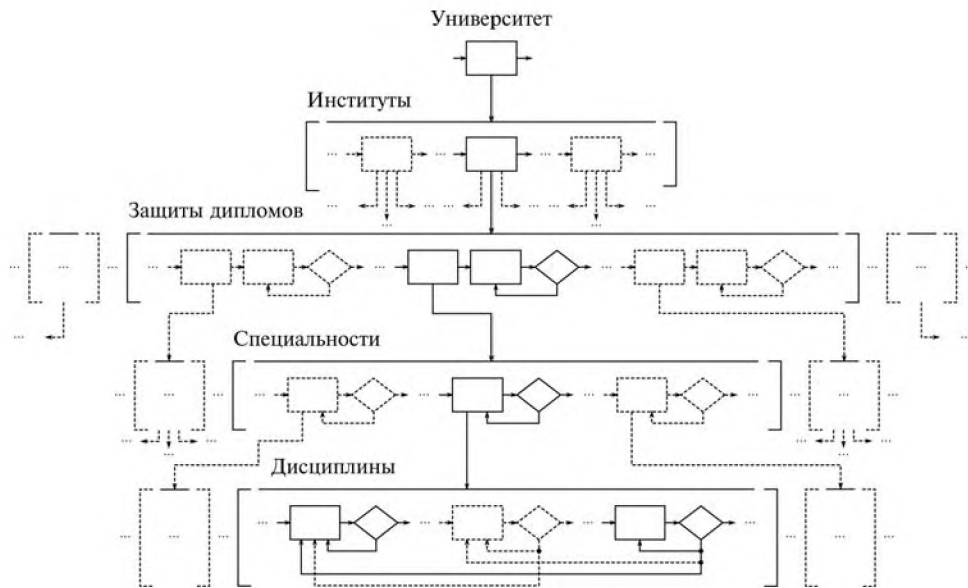 Университет
Институты
Защиты дипломов
Специальности
Дисциплины